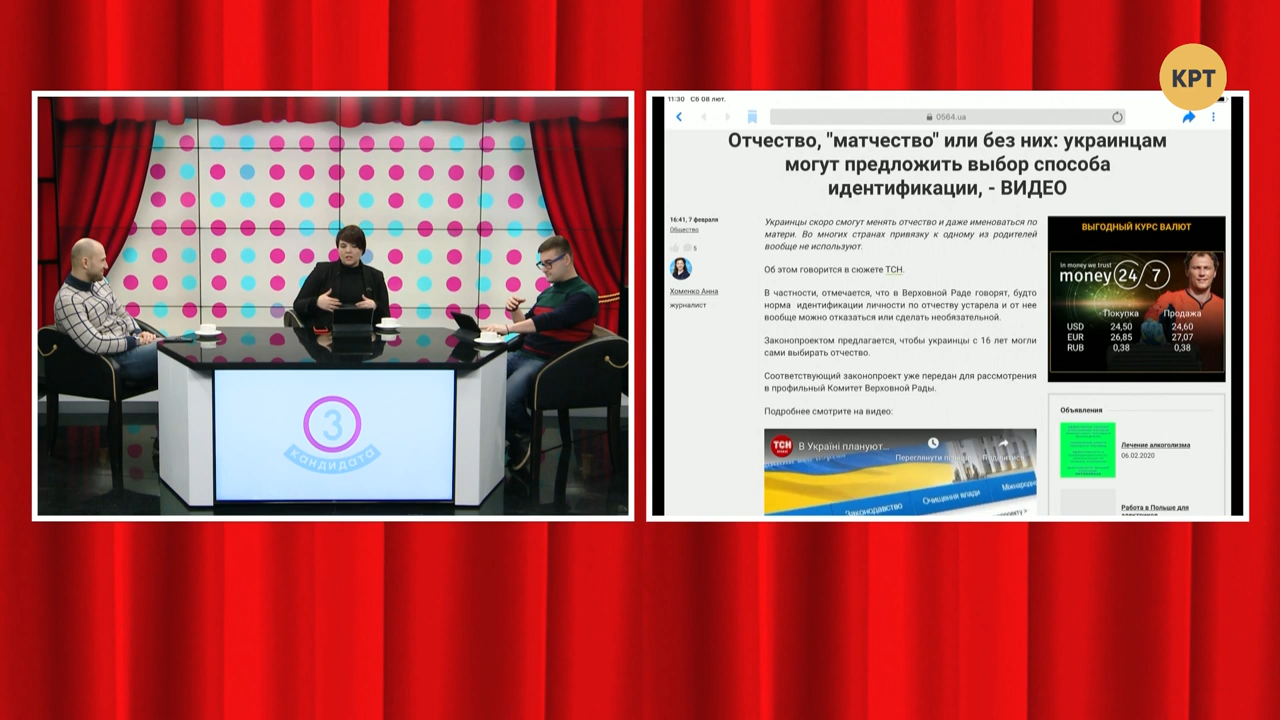 КРТ
3
кандидата
11:30 Сб 08 лют.
0564.ua
Отчество, "матчество" или без них: украинцам
могут предложить выбор способа
идентификации, - ВИДЕО
16:41, 7 февраля
Общество
5
Хоменко Анна
журналист
Украинцы скоро смогут менять отчество и даже именоваться по
матери. Во многих странах привязку к одному из родителей
вообще не используют.
Об этом говорится в сюжете ТСН.
В частности, отмечается, что в Верховной Раде говорят, будто
норма идентификации личности по отчеству устарела и от нее
вообще можно отказаться или сделать необязательной.
Законопроектом предлагается, чтобы украинцы с 16 лет могли
сами выбирать отчество.
Соответствующий законопроект уже передан для рассмотрения
в профильный Комитет Верховной Рады.
Подробнее смотрите на видео:
ТСН
В Україні плануют...
Переглянути
Законодавство
Очищення влади
Міжнарод
ВЫГОДНЫЙ КУРС ВАЛЮТ
In money we trust
money 24/7
Покупка Продажа
USD 24,50 24,60
EUR 26,85 27,07
RUB 0,38 0,38
Объявления
Лечение алкоголизма
06.02.2020
Работа в Польше для